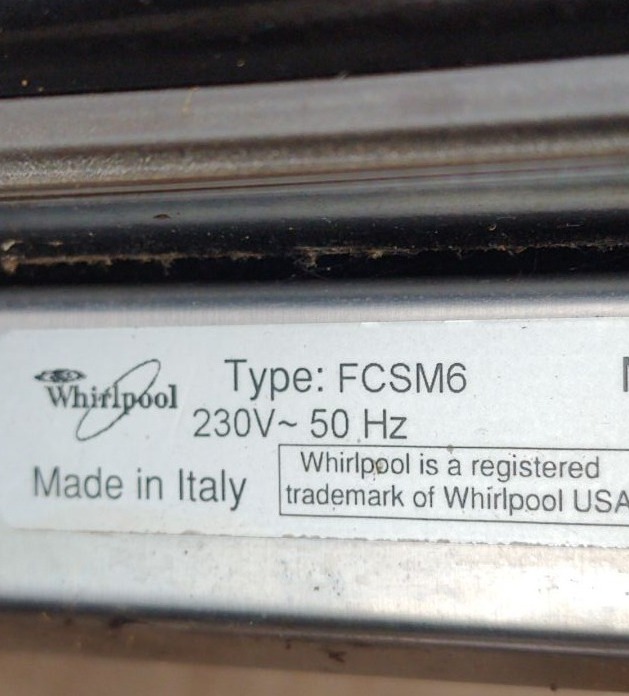 Whirlpool Type: FCSM6
230V~ 50 Hz
Made in Italy
Whirlpool is a registered
trademark of Whirlpool USA